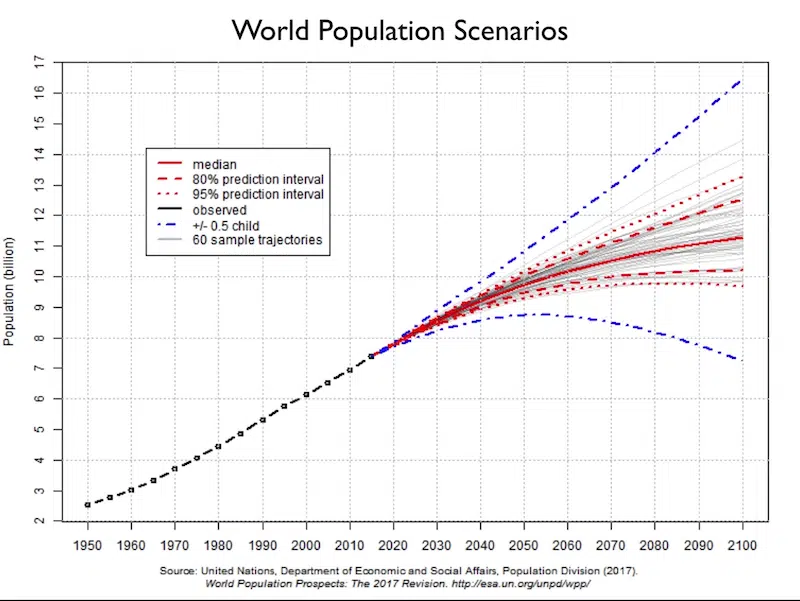 World Population Scenarios
17
16
15
14
13
12
11
10
9
8
7
6
5
4
3
2
Population (billion)
median
80% prediction interval
95% prediction interval
observed
+/- 0.5 child
60 sample trajectories
1950 1960 1970 1980 1990 2000 2010 2020 2030 2040 2050 2060 2070 2080 2090 2100
Source: United Nations, Department of Economic and Social Affairs, Population Division (2017).
World Population Prospects: The 2017 Revision. http://esa.un.org/unpd/wpp/